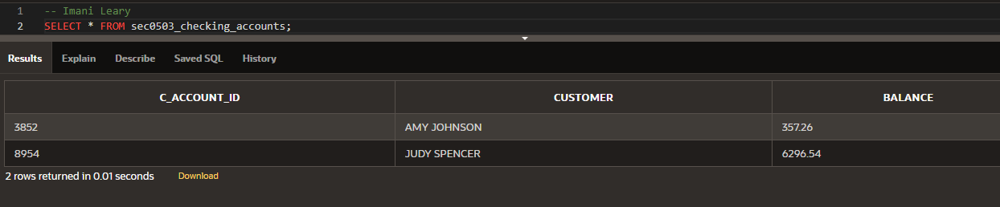 1 -- Imani Leary
2 SELECT * FROM sec0503_checking_accounts;
Results Explain Describe Saved SQL History
C_ACCOUNT_ID CUSTOMER BALANCE
3852 AMY JOHNSON 357.26
8954 JUDY SPENCER 6296.54
2 rows returned in 0.01 seconds Download